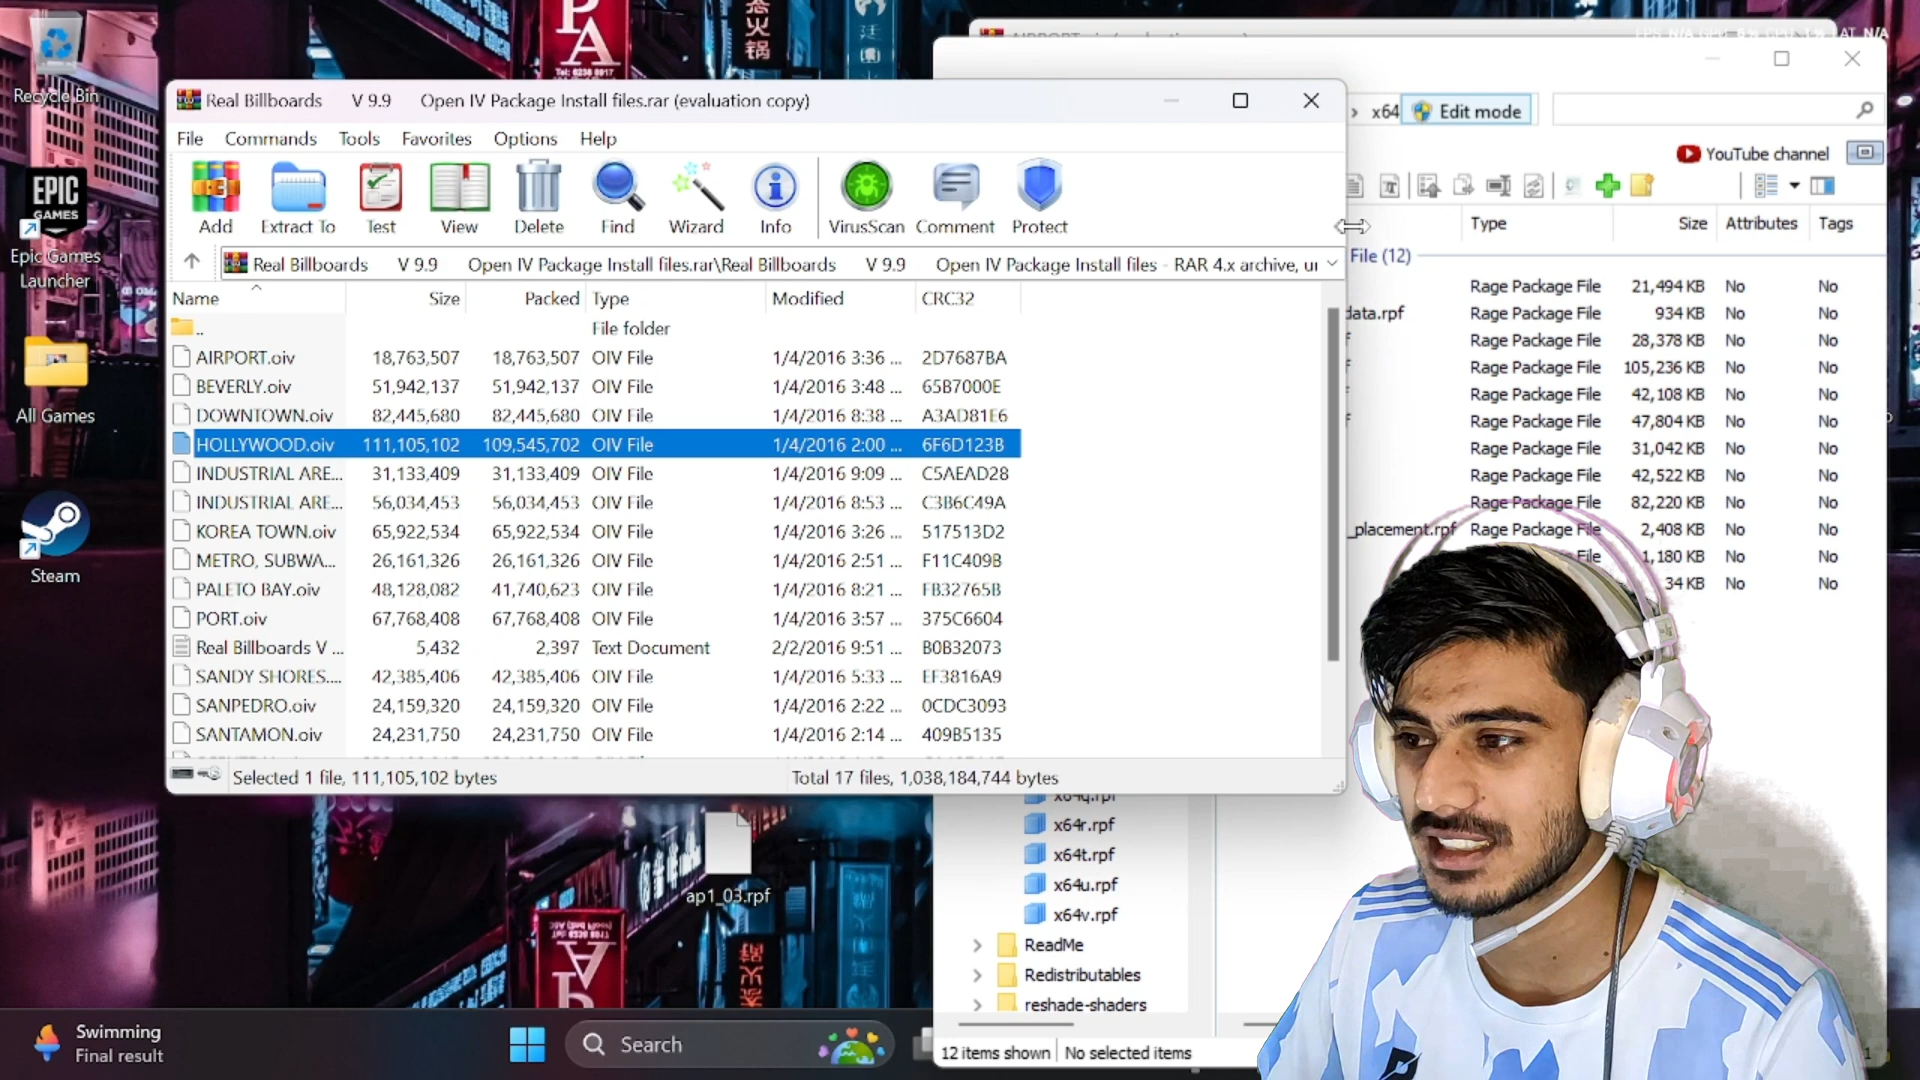 Recycle Bin
EPIC
GAMES
Epic Games
Launcher
All Games
Steam
Tel: 0238 8917
Real Billboards V 9.9 Open IV Package Install files.rar (evaluation copy)
File Commands Tools Favorites Options Help
Add Extract To Test View Delete Find Wizard Info VirusScan Comment Protect
Real Billboards V 9.9 Open IV Package Install files.rar\Real Billboards V 9.9 Open IV Package Install files - RAR 4.x archive, ur
Name Size Packed Type Modified CRC32
.. File folder
AIRPORT.oiv 18,763,507 18,763,507 OIV File 1/4/2016 3:36 ... 2D7687BA
BEVERLY.oiv 51,942,137 51,942,137 OIV File 1/4/2016 3:48 ... 65B7000E
DOWNTOWN.oiv 82,445,680 82,445,680 OIV File 1/4/2016 8:38 ... A3AD81E6
HOLLYWOOD.oiv 111,105,102 109,545,702 OIV File 1/4/2016 2:00 ... 6F6D123B
INDUSTRIAL ARE... 31,133,409 31,133,409 OIV File 1/4/2016 9:09 ... C5AEAD28
INDUSTRIAL ARE... 56,034,453 56,034,453 OIV File 1/4/2016 8:53 ... C3B6C49A
KOREA TOWN.oiv 65,922,534 65,922,534 OIV File 1/4/2016 3:26 ... 517513D2
METRO, SUBWA... 26,161,326 26,161,326 OIV File 1/4/2016 2:51 ... F11C409B
PALETO BAY.oiv 48,128,082 41,740,623 OIV File 1/4/2016 8:21 ... FB32765B
PORT.oiv 67,768,408 67,768,408 OIV File 1/4/2016 3:57 ... 375C6604
Real Billboards V ... 5,432 2,397 Text Document 2/2/2016 9:51 ... B0B32073
SANDY SHORES.... 42,385,406 42,385,406 OIV File 1/4/2016 5:33 ... EF3816A9
SANPEDRO.oiv 24,159,320 24,159,320 OIV File 1/4/2016 2:22 ... 0CDC3093
SANTAMON.oiv 24,231,750 24,231,750 OIV File 1/4/2016 2:14 ... 409B5135
Selected 1 file, 111,105,102 bytes Total 17 files, 1,038,184,744 bytes
x64 Edit mode
YouTube channel
Type Size Attributes Tags
File (12)
Rage Package File 21,494 KB No No
data.rpf Rage Package File 934 KB No No
Rage Package File 28,378 KB No No
Rage Package File 105,236 KB No No
Rage Package File 42,108 KB No No
Rage Package File 47,804 KB No No
Rage Package File 31,042 KB No No
Rage Package File 42,522 KB No No
Rage Package File 82,220 KB No No
_placement.rpf Rage Package File 2,408 KB No No
File 1,180 KB No No
34 KB No No
x64q.rpf
x64r.rpf
x64t.rpf
x64u.rpf
x64v.rpf
ReadMe
Redistributables
reshade-shaders
12 items shown No selected items
ap1_03.rpf
Swimming
Final result
Search